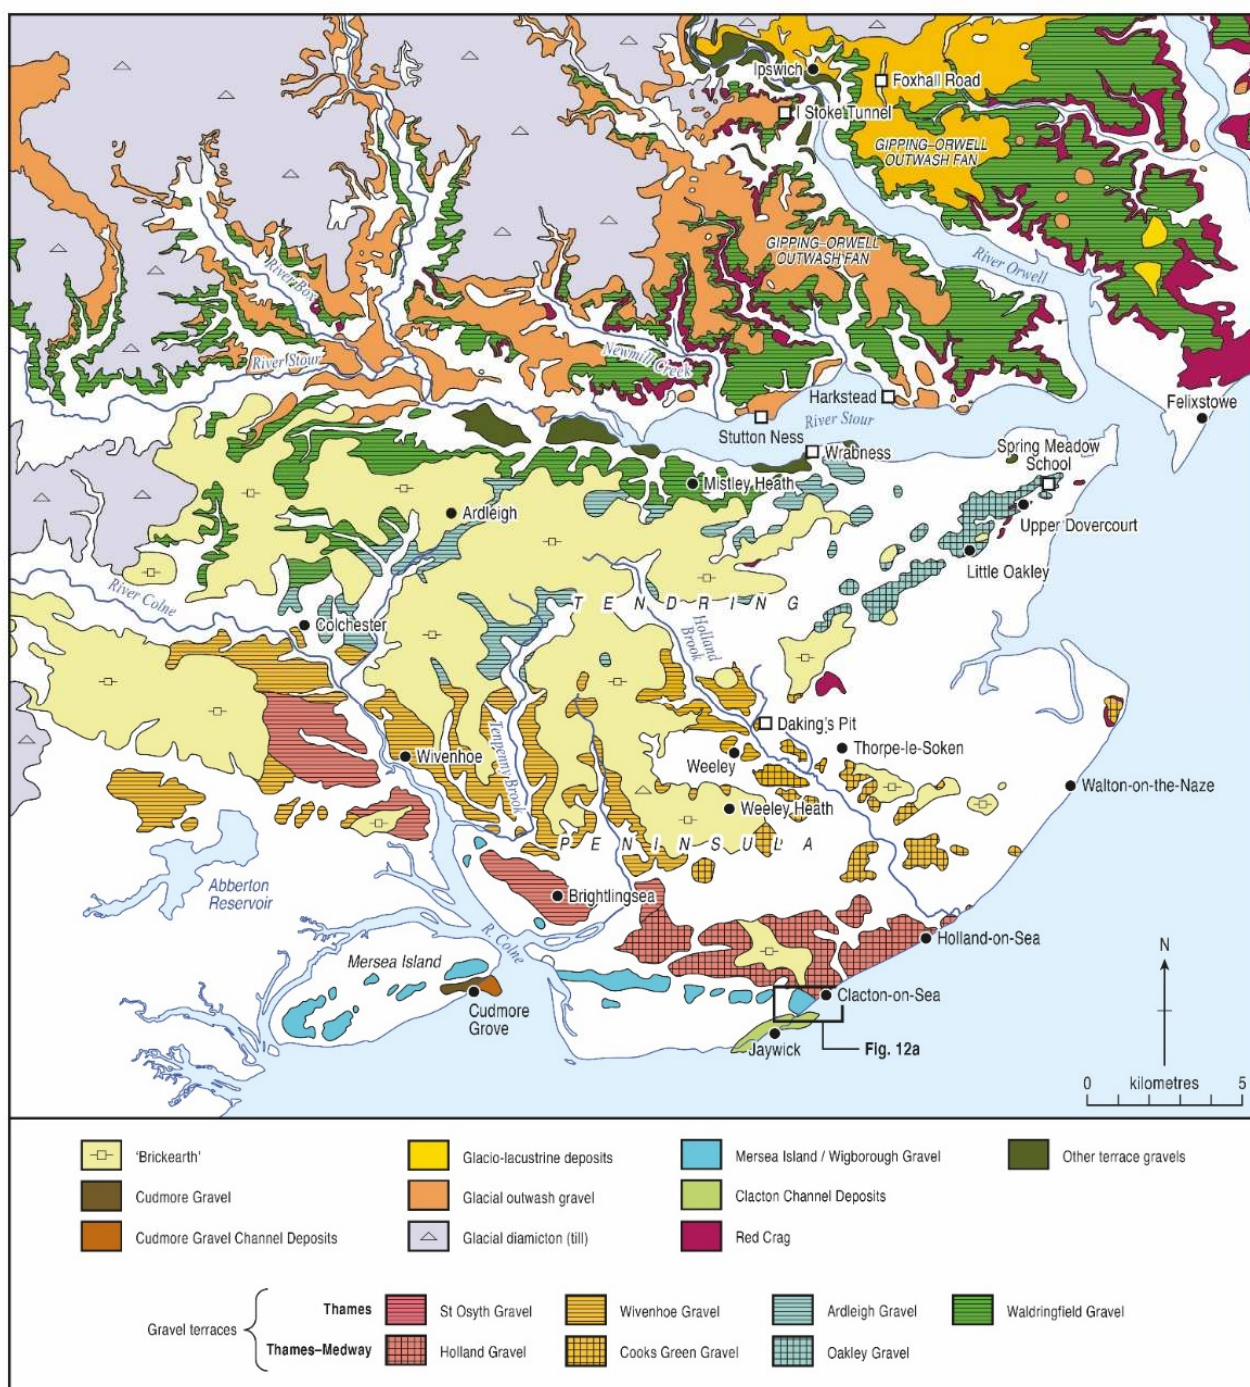 Ipswich
Foxhall Road
Stoke Tunnel
GIPPING–ORWELL
OUTWASH FAN
GIPPING–ORWELL
OUTWASH FAN
River Orwell
River Box
River Stour
Newmill Creek
Harkstead
River Stour
Felixstowe
Stutton Ness
Wrabness
Spring Meadow
School
Mistley Heath
Upper Dovercourt
Ardleigh
Little Oakley
River Colne
TENDRING
Colchester
Holland
Brook
Daking's Pit
Thorpe-le-Soken
Wivenhoe
Tenpenny Brook
Weeley
Walton-on-the-Naze
Weeley Heath
PENINSULA
Abberton
Reservoir
Brightlingsea
R. Colne
Holland-on-Sea
Mersea Island
N
Clacton-on-Sea
Cudmore
Grove
Jaywick
Fig. 12a
0 kilometres 5
'Brickearth'
Glacio-lacustrine deposits
Mersea Island / Wigborough Gravel
Other terrace gravels
Cudmore Gravel
Glacial outwash gravel
Clacton Channel Deposits
Cudmore Gravel Channel Deposits
Glacial diamicton (till)
Red Crag
Gravel terraces
Thames
St Osyth Gravel
Wivenhoe Gravel
Ardleigh Gravel
Waldringfield Gravel
Thames–Medway
Holland Gravel
Cooks Green Gravel
Oakley Gravel